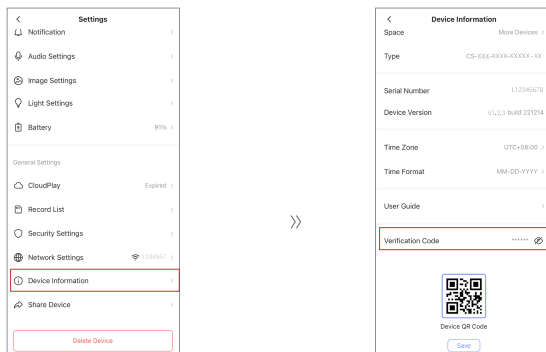 Settings
Notification
Audio Settings
Image Settings
Light Settings
Battery 91%
General Settings
CloudPlay Expired
Record List
Security Settings
Network Settings 1234567
Device Information
Share Device
Delete Device
Device Information
Space More Devices
Type CS-XXX-XXXX-XXXXX-XX
Serial Number L12345678
Device Version V1.2.3 build 221214
Time Zone UTC+08:00
Time Format MM-DD-YYYY
User Guide
Verification Code ******
Device QR Code
Save